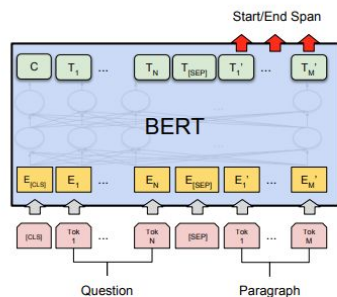 Start/End Span
C T1 ... TN T[SEP] T1' ... TM'
BERT
E[CLS] E1 ... EN E[SEP] E1' ... EM'
[CLS] Tok 1 ... Tok N [SEP] Tok 1 ... Tok M
Question Paragraph